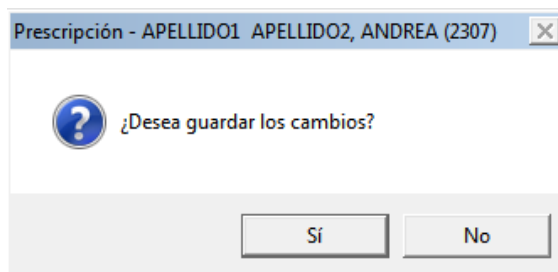 Prescripción - APELLIDO1 APELLIDO2, ANDREA (2307)
¿Desea guardar los cambios?
Sí
No